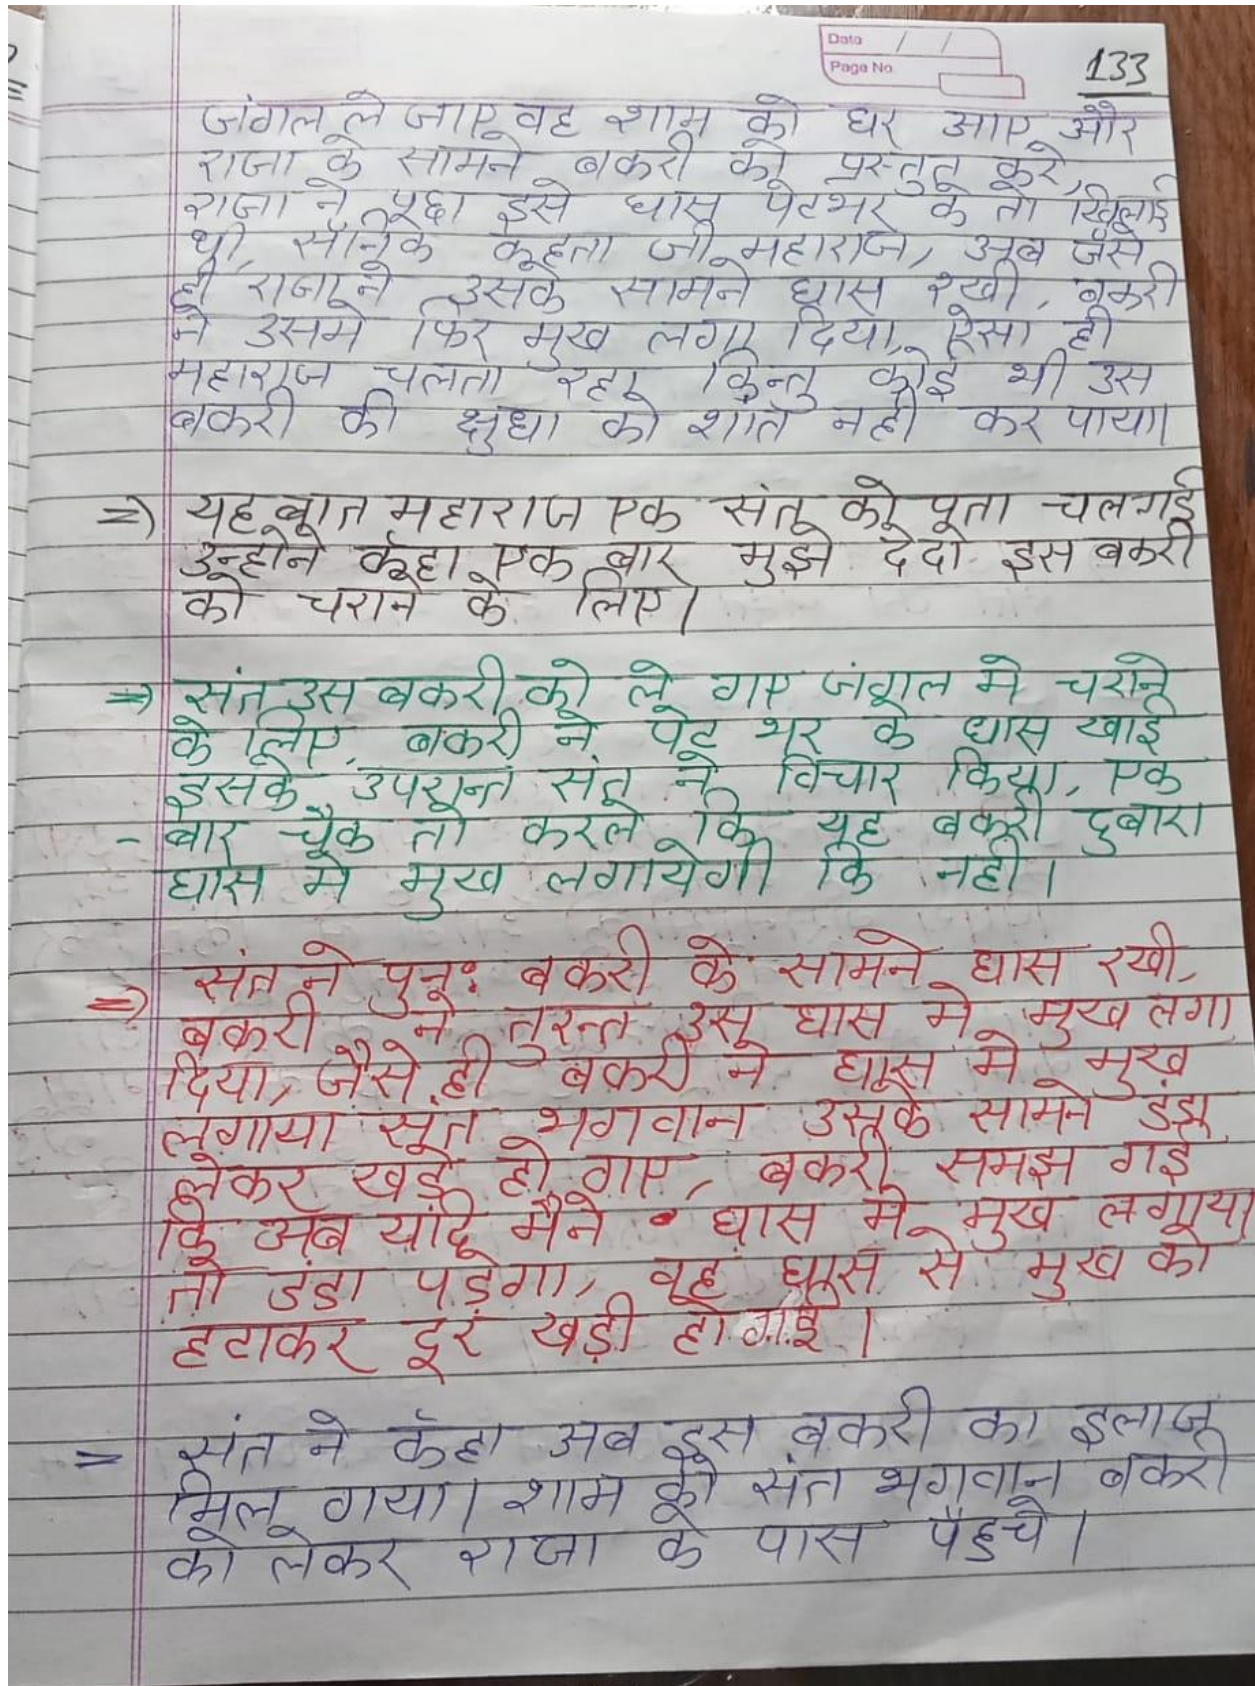 Data / /
Page No.
133
जंगल ले जाए वह शाम को घर आए और
राजा के सामने बकरी को प्रस्तुत करे,
राजा ने पूछा इसे घास पेटभर के तो खिलाई
थी, सैनिक कहता जी महाराज, अब जैसे
ही राजा ने उसके सामने घास रखी, बकरी
ने उसमे फिर मुख लगा दिया, ऐसा ही
महाराज चलता रहा किन्तु कोई भी उस
बकरी की क्षुधा को शांत नही कर पाया।
⇒ यह बात महाराज एक संत को पता चल गई
उन्होने कहा एक बार मुझे देदो इस बकरी
को चराने के लिए।
⇒ संत उस बकरी को ले गए जंगल मे चराने
के लिए, बकरी ने पेट भर के घास खाई
इसके उपरान्त संत ने विचार किया, एक
- बार चैक तो करले कि यह बकरी दुबारा
घास मे मुख लगायेगी कि नही।
⇒ संत ने पुनः बकरी के सामने घास रखी,
बकरी ने तुरन्त उस घास मे मुख लगा
दिया, जैसे ही बकरी ने घास मे मुख
लगाया संत भगवान उसके सामने डंडा
लेकर खड़े हो गए, बकरी समझ गई
कि अब यदि मैने घास मे मुख लगाया
तो डंडा पड़ेगा, वह घास से मुख को
हटाकर दूर खड़ी हो गई।
= संत ने कहा अब इस बकरी का इलाज
मिल गया। शाम को संत भगवान बकरी
को लेकर राजा के पास पहुँचे।